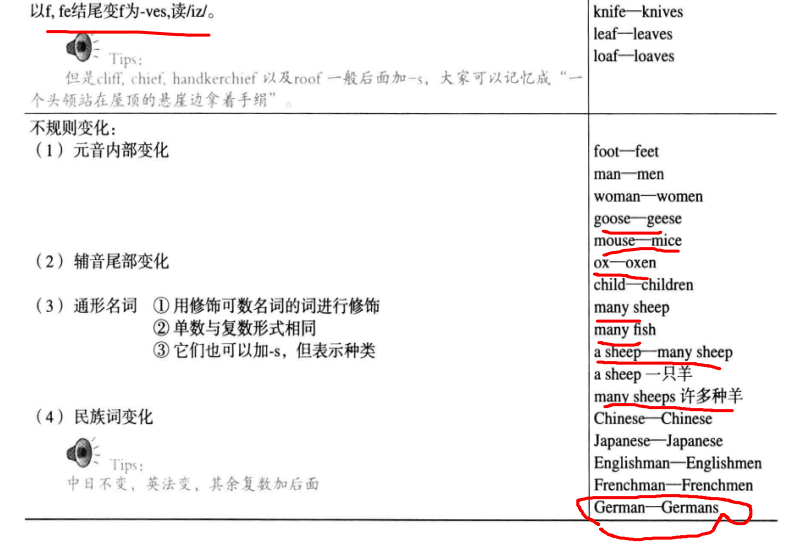 以f, fe结尾变f为-ves,读/iz/。
knife—knives
leaf—leaves
loaf—loaves
Tips:
但是cliff, chief, handkerchief 以及roof 一般后面加-s，大家可以记忆成“一
个头领站在屋顶的悬崖边拿着手绢”。
不规则变化：
（1）元音内部变化
foot—feet
man—men
woman—women
goose—geese
mouse—mice
（2）辅音尾部变化
ox—oxen
child—children
（3）通形名词 ① 用修饰可数名词的词进行修饰
many sheep
② 单数与复数形式相同
many fish
③ 它们也可以加-s，但表示种类
a sheep—many sheep
a sheep 一只羊
many sheeps 许多种羊
（4）民族词变化
Chinese—Chinese
Japanese—Japanese
Tips:
Englishman—Englishmen
中日不变，英法变，其余复数加后面
Frenchman—Frenchmen
German—Germans